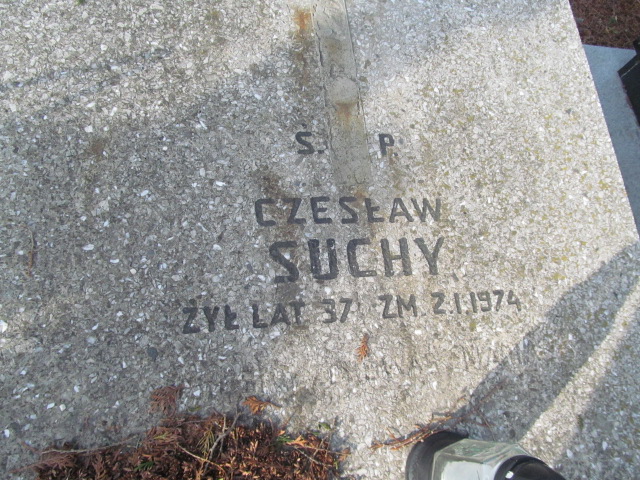 Ś. P.
CZESŁAW
SUCHY
ŻYŁ LAT 37 ZM. 2.I.1974